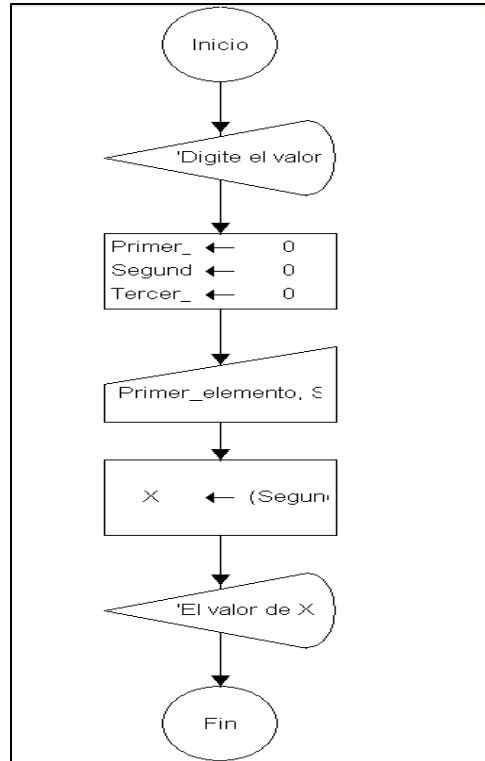 Inicio
'Digite el valor
Primer_ ← 0
Segund ← 0
Tercer_ ← 0
Primer_elemento, S
X ← (Segun
'El valor de X
Fin